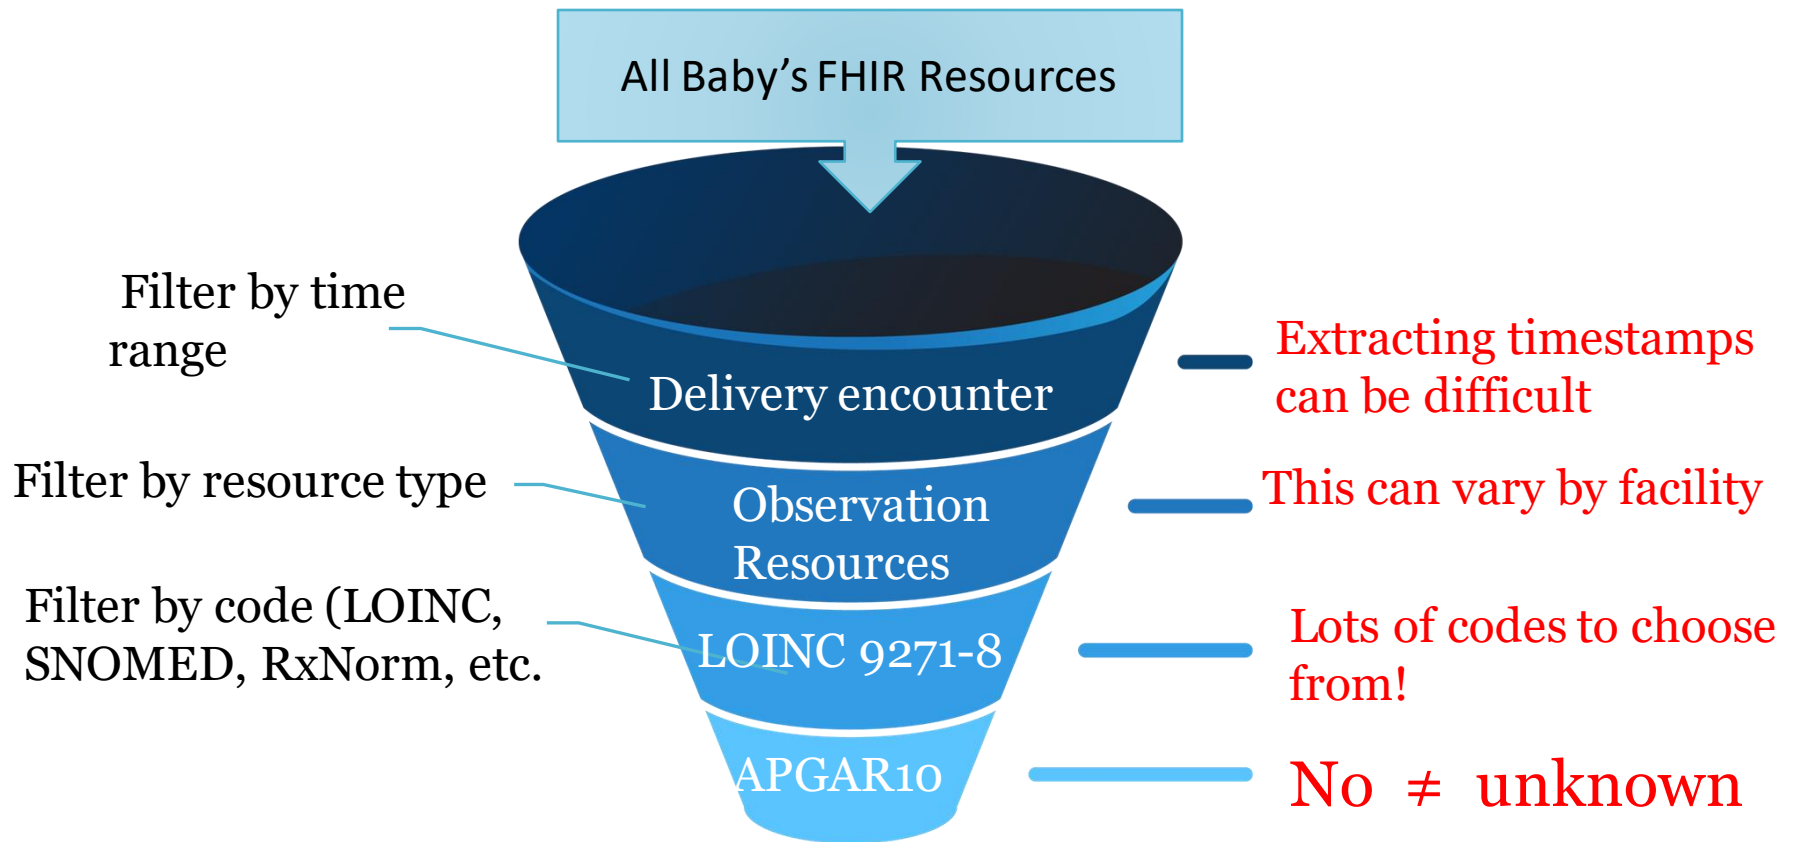 All Baby’s FHIR Resources
Filter by time
range
Delivery encounter
Extracting timestamps
can be difficult
Filter by resource type
Observation
Resources
This can vary by facility
Filter by code (LOINC,
SNOMED, RxNorm, etc.
LOINC 9271-8
Lots of codes to choose
from!
APGAR10
No ≠ unknown